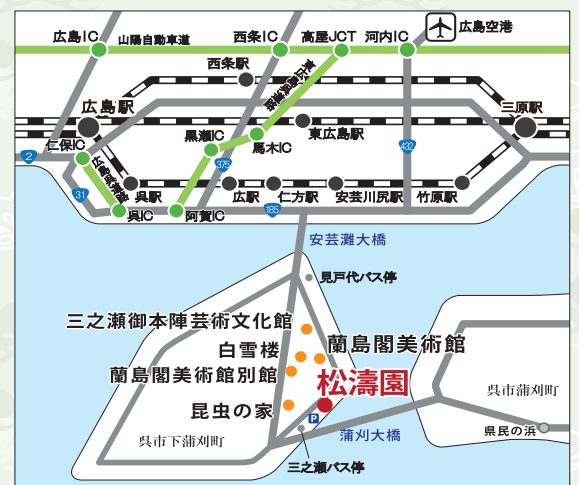 広島IC
山陽自動車道
西条IC
高屋JCT
河内IC
広島空港
西条駅
東広島呉道路
広島駅
三原駅
仁保IC
黒瀬IC
馬木IC
東広島駅
2
375
432
広島呉道路
31
呉駅
広駅
仁方駅
安芸川尻駅
竹原駅
呉IC
阿賀IC
185
安芸灘大橋
見戸代バス停
三之瀬御本陣芸術文化館
白雪楼
蘭島閣美術館
蘭島閣美術館別館
松濤園
昆虫の家
P
呉市下蒲刈町
蒲刈大橋
三之瀬バス停
呉市蒲刈町
県民の浜